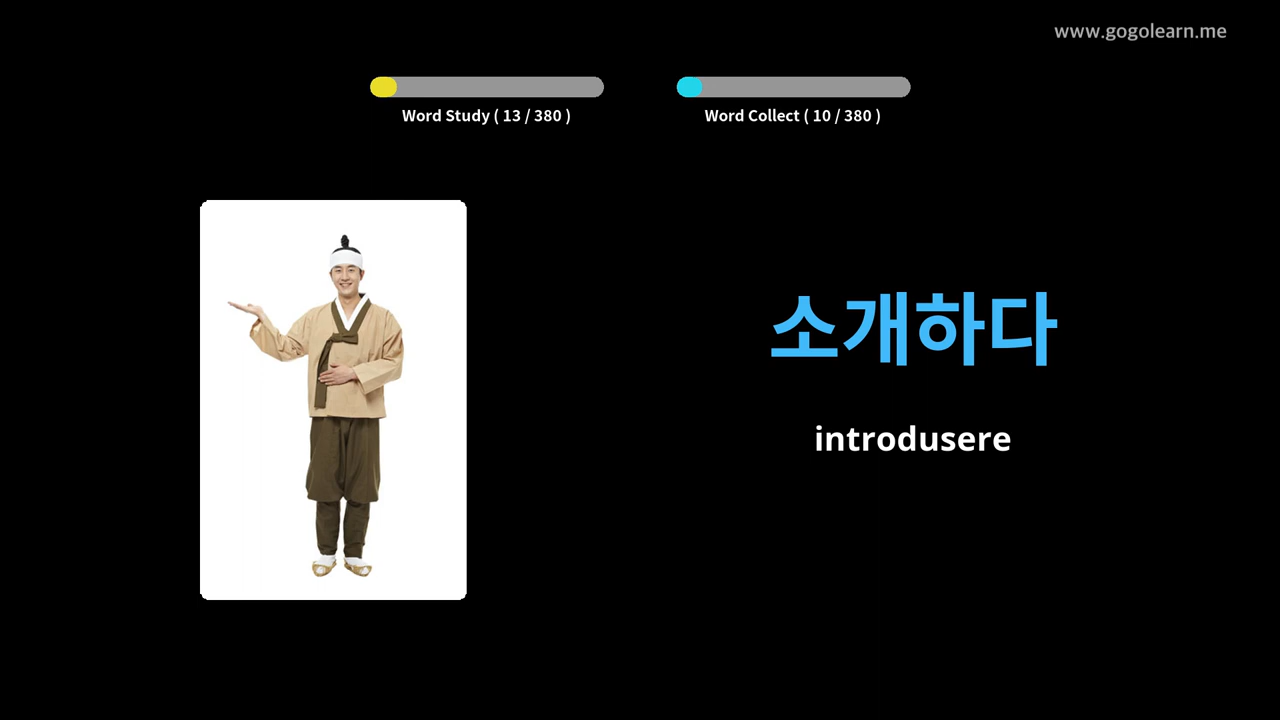 www.gogolearn.me
Word Study ( 13 / 380 )
Word Collect ( 10 / 380 )
소개하다
introdusere